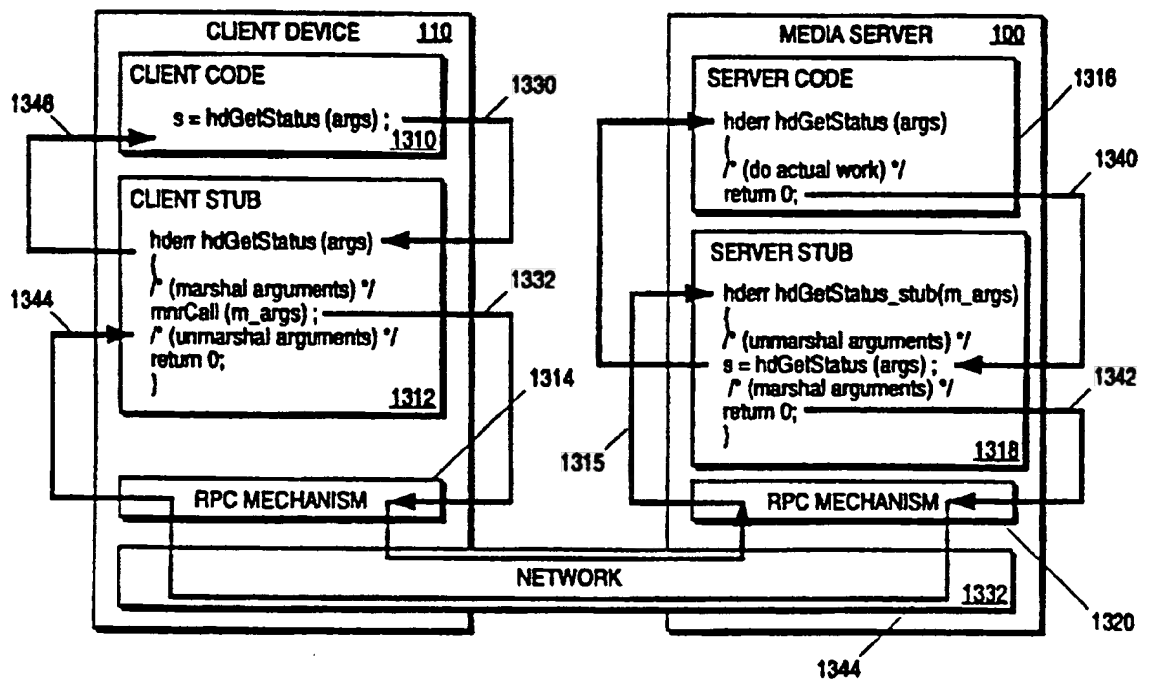 CLIENT DEVICE 110
CLIENT CODE
s = hdGetStatus (args) ;
1310
1346
1330
CLIENT STUB
hderr hdGetStatus (args)
{
/* (marshal arguments) */
mnrCall (m_args) ;
/* (unmarshal arguments) */
return 0;
}
1312
1344
1332
1314
RPC MECHANISM
MEDIA SERVER 100
SERVER CODE
hderr hdGetStatus (args)
{
/* (do actual work) */
return 0;
1316
1340
SERVER STUB
hderr hdGetStatus_stub(m_args)
{
/* (unmarshal arguments) */
s = hdGetStatus (args) ;
/* (marshal arguments) */
return 0;
}
1318
1342
1315
RPC MECHANISM
NETWORK
1332
1320
1344